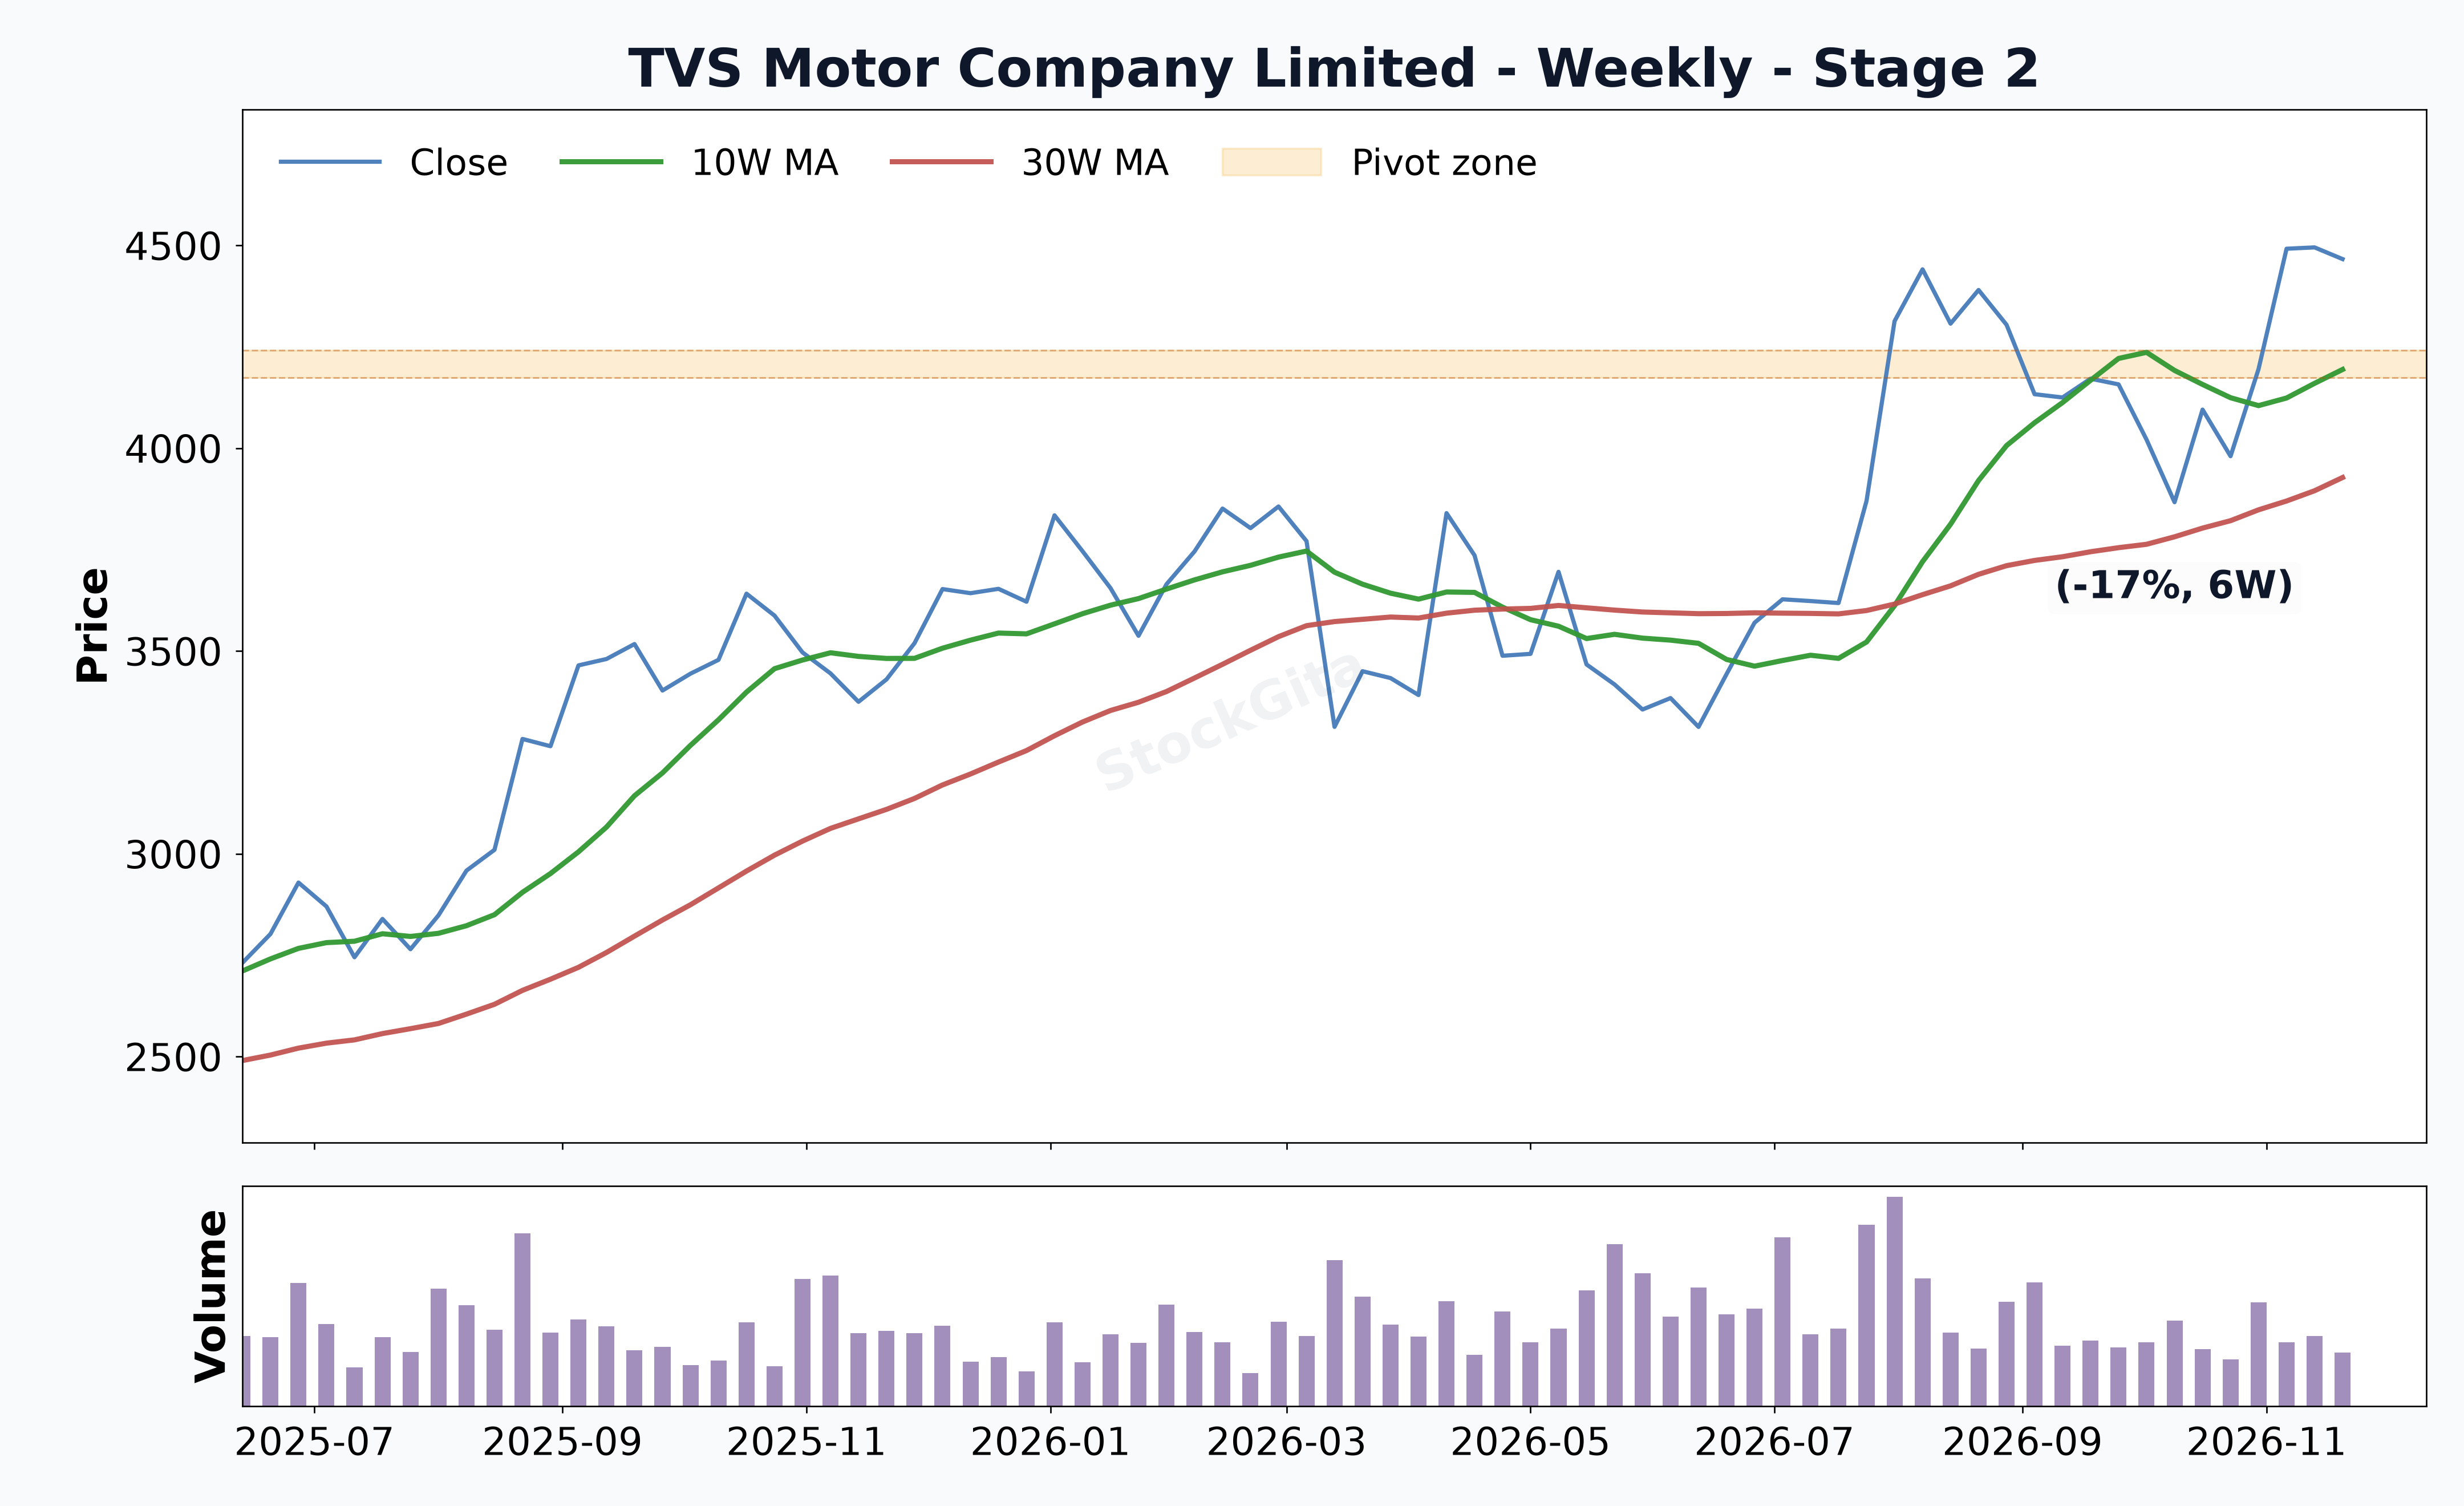 TVS Motor Company Limited - Weekly - Stage 2
Close 10W MA 30W MA Pivot zone
4500
4000
3500
3000
2500
Price
(-17%, 6W)
StockGita
Volume
2025-07 2025-09 2025-11 2026-01 2026-03 2026-05 2026-07 2026-09 2026-11